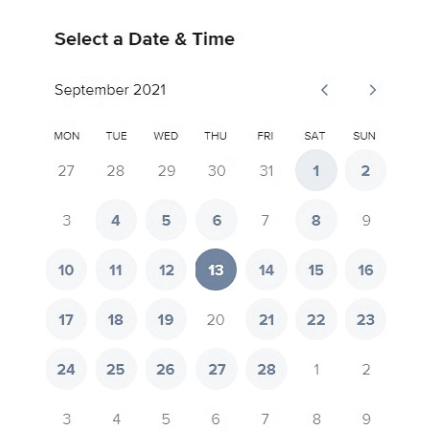 Select a Date & Time
September 2021
MON TUE WED THU FRI SAT SUN
27 28 29 30 31 1 2
3 4 5 6 7 8 9
10 11 12 13 14 15 16
17 18 19 20 21 22 23
24 25 26 27 28 1 2
3 4 5 6 7 8 9